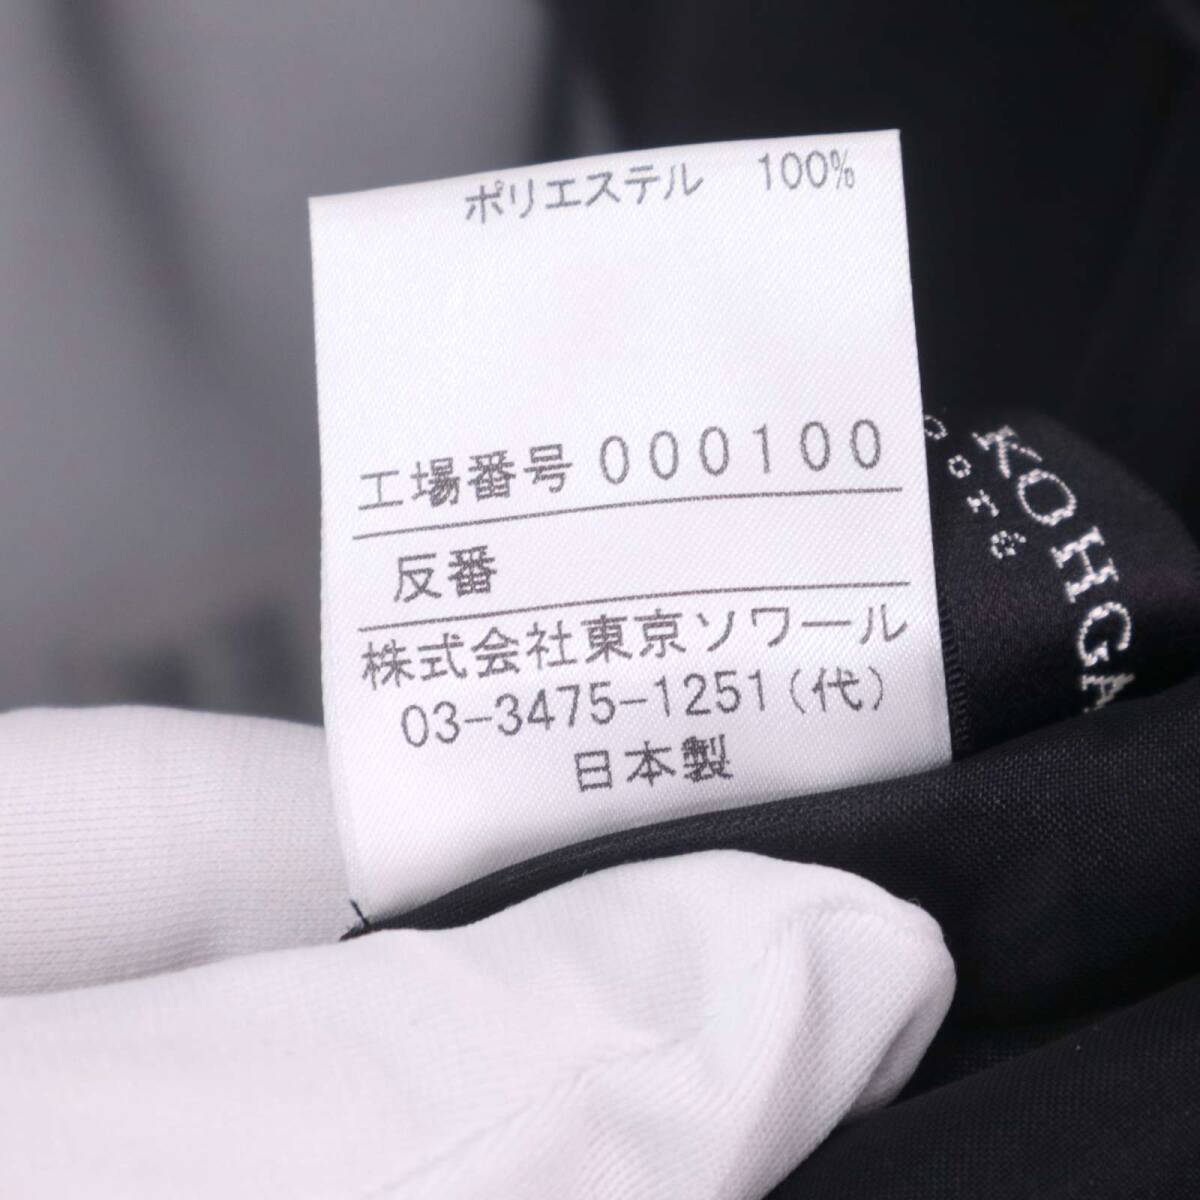 ポリエステル 100%
工場番号 000100
反番
株式会社東京ソワール
03-3475-1251(代)
日本製
KOHGA
ore